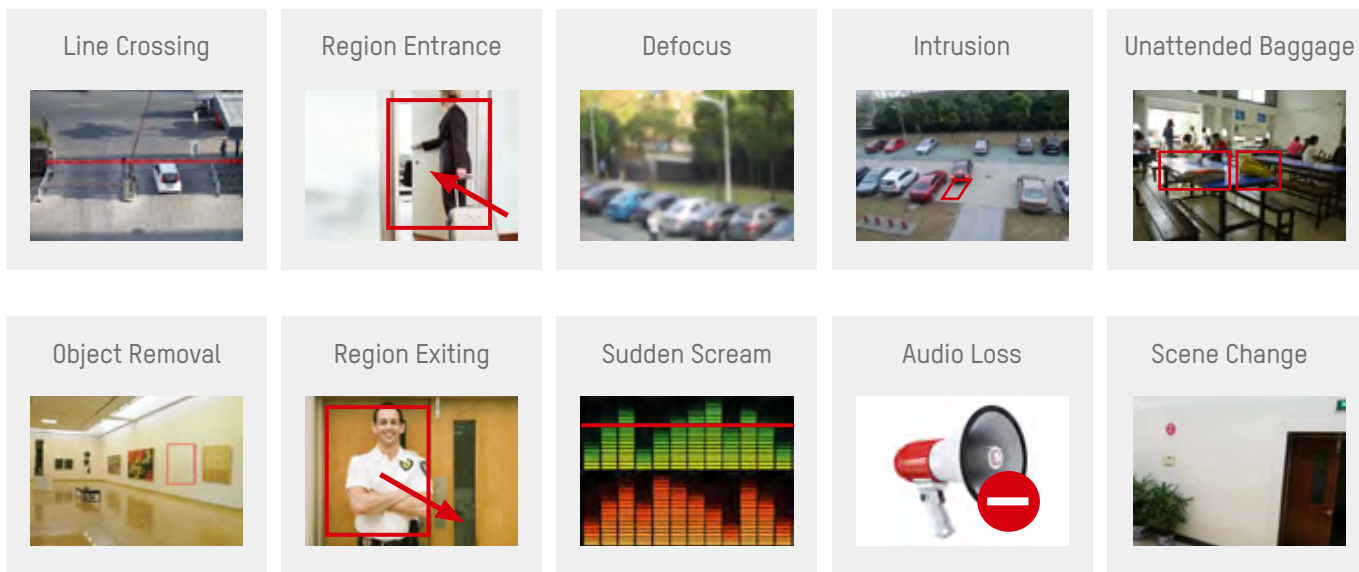 Line Crossing
Region Entrance
Defocus
Intrusion
Unattended Baggage
Object Removal
Region Exiting
Sudden Scream
Audio Loss
Scene Change